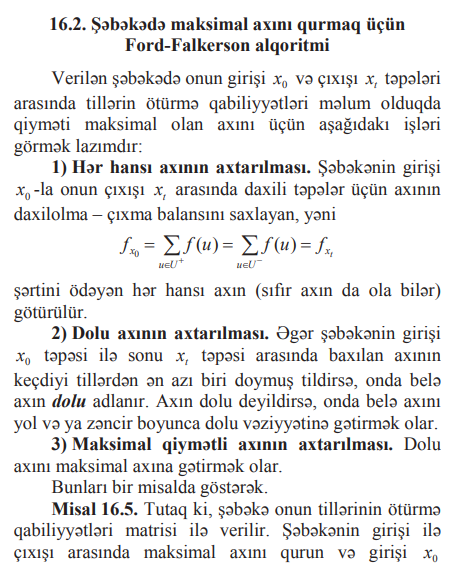 16.2. Şəbəkədə maksimal axını qurmaq üçün
Ford-Falkerson alqoritmi
Verilən şəbəkədə onun girişi x₀ və çıxışı xₜ təpələri
arasında tillərin ötürmə qabiliyyətləri məlum olduqda
qiyməti maksimal olan axını üçün aşağıdakı işləri
görmək lazımdır:
1) Hər hansı axının axtarılması. Şəbəkənin girişi
x₀ -la onun çıxışı xₜ arasında daxili təpələr üçün axının
daxilolma – çıxma balansını saxlayan, yəni
f_{x₀} = ∑_{u∈U⁺} f(u) = ∑_{u∈U⁻} f(u) = f_{xₜ}
şərtini ödəyən hər hansı axın (sıfır axın da ola bilər)
götürülür.
2) Dolu axının axtarılması. Əgər şəbəkənin girişi
x₀ təpəsi ilə sonu xₜ təpəsi arasında baxılan axının
keçdiyi tillərdən ən azı biri doymuş tildirsə, onda belə
axın dolu adlanır. Axın dolu deyildirsə, onda belə axını
yol və ya zəncir boyunca dolu vəziyyətinə gətirmək olar.
3) Maksimal qiymətli axının axtarılması. Dolu
axını maksimal axına gətirmək olar.
Bunları bir misalda göstərək.
Misal 16.5. Tutaq ki, şəbəkə onun tillərinin ötürmə
qabiliyyətləri matrisi ilə verilir. Şəbəkənin girişi ilə
çıxışı arasında maksimal axını qurun və girişi x₀